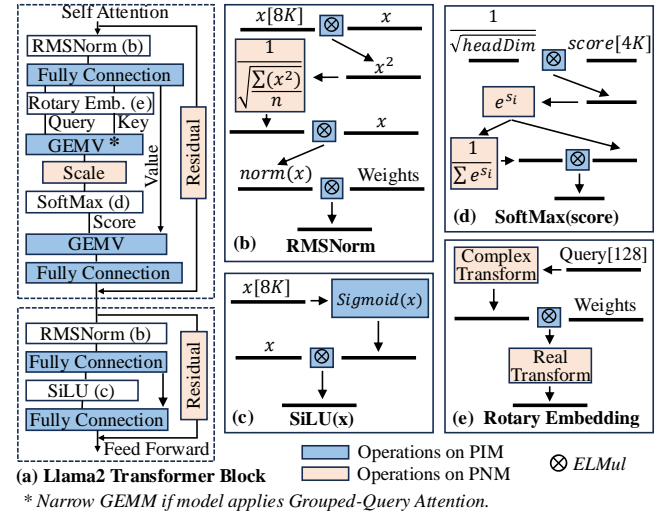 Self Attention
RMSNorm (b)
Fully Connection
Rotary Emb. (e)
Query
Key
GEMV *
Scale
SoftMax (d)
Score
Value
Residual
GEMV
Fully Connection
RMSNorm (b)
Fully Connection
SiLU (c)
Fully Connection
Residual
Feed Forward
(a) Llama2 Transformer Block
x[8K]
⊗
x
1
√(∑(x²)/n)
x²
⊗
x
norm(x)
⊗
Weights
(b)
RMSNorm
x[8K]
Sigmoid(x)
x
⊗
(c)
SiLU(x)
1
√headDim
⊗
score[4K]
e^{s_i}
1
∑ e^{s_i}
⊗
(d)
SoftMax(score)
Complex
Transform
Query[128]
⊗
Weights
Real
Transform
(e) Rotary Embedding
Operations on PIM
Operations on PNM
⊗ ELMul
* Narrow GEMM if model applies Grouped-Query Attention.